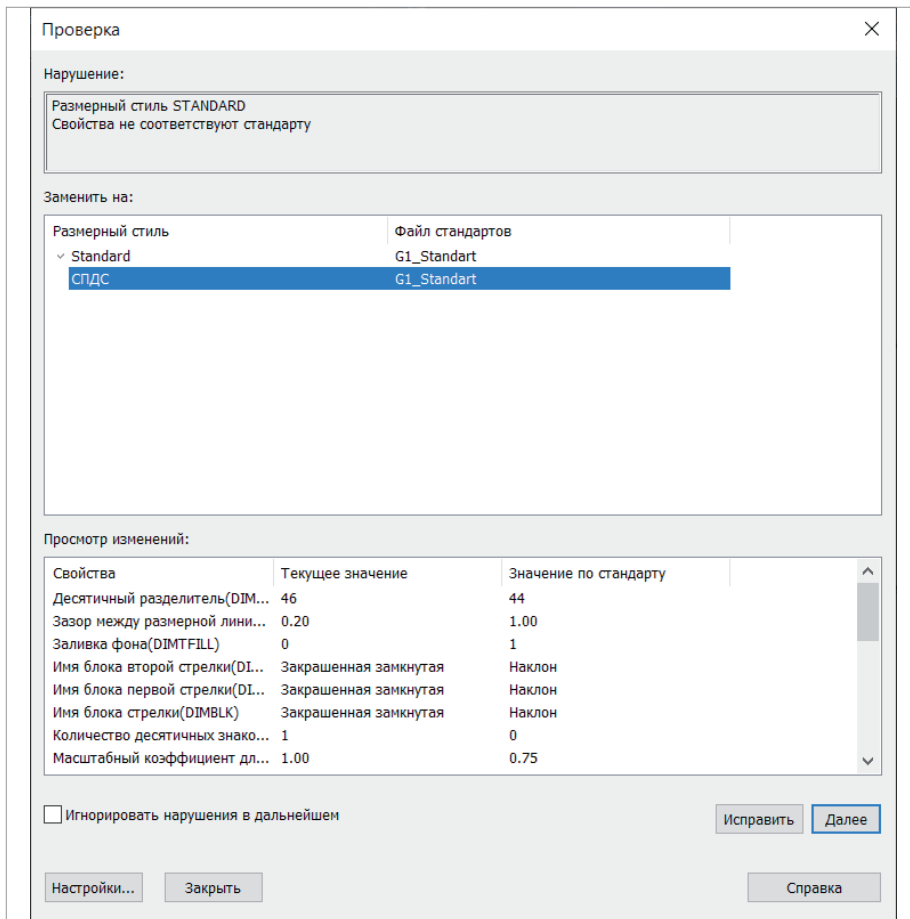 Проверка
Нарушение:
Размерный стиль STANDARD
Свойства не соответствуют стандарту
Заменить на:
Размерный стиль Файл стандартов
Standard G1_Standart
СПДС G1_Standart
Просмотр изменений:
Свойства Текущее значение Значение по стандарту
Десятичный разделитель(DIM... 46 44
Зазор между размерной лини... 0.20 1.00
Заливка фона(DIMTFILL) 0 1
Имя блока второй стрелки(DI... Закрашенная замкнутая Наклон
Имя блока первой стрелки(DI... Закрашенная замкнутая Наклон
Имя блока стрелки(DIMBLK) Закрашенная замкнутая Наклон
Количество десятичных знако... 1 0
Масштабный коэффициент дл... 1.00 0.75
Игнорировать нарушения в дальнейшем
Исправить Далее
Настройки... Закрыть Справка